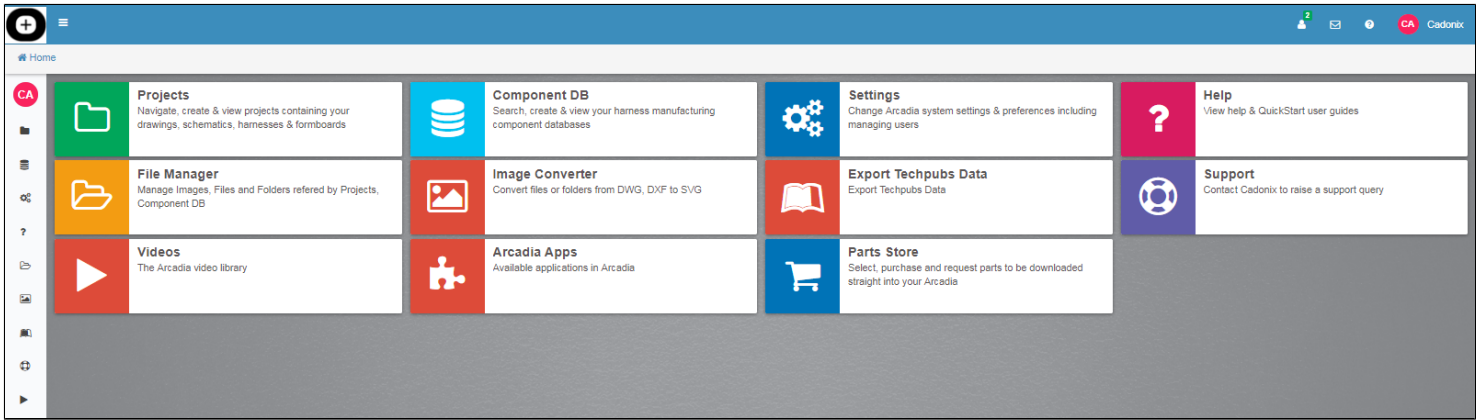 2
CA Cadonix
Home
CA
Projects
Navigate, create & view projects containing your
drawings, schematics, harnesses & formboards
Component DB
Search, create & view your harness manufacturing
component databases
Settings
Change Arcadia system settings & preferences including
managing users
Help
View help & QuickStart user guides
File Manager
Manage Images, Files and Folders refered by Projects,
Component DB
Image Converter
Convert files or folders from DWG, DXF to SVG
Export Techpubs Data
Export Techpubs Data
Support
Contact Cadonix to raise a support query
Videos
The Arcadia video library
Arcadia Apps
Available applications in Arcadia
Parts Store
Select, purchase and request parts to be downloaded
straight into your Arcadia